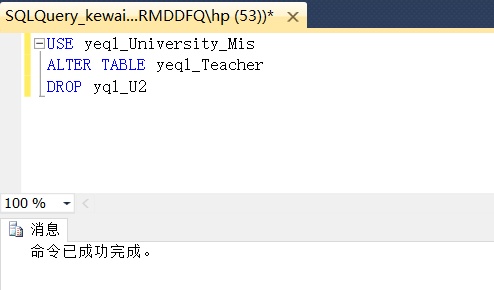 SQLQuery_kewai...RMDDFQ\hp (53))*
USE yeql_University_Mis
ALTER TABLE yeql_Teacher
DROP yql_U2
100 %
消息
命令已成功完成。